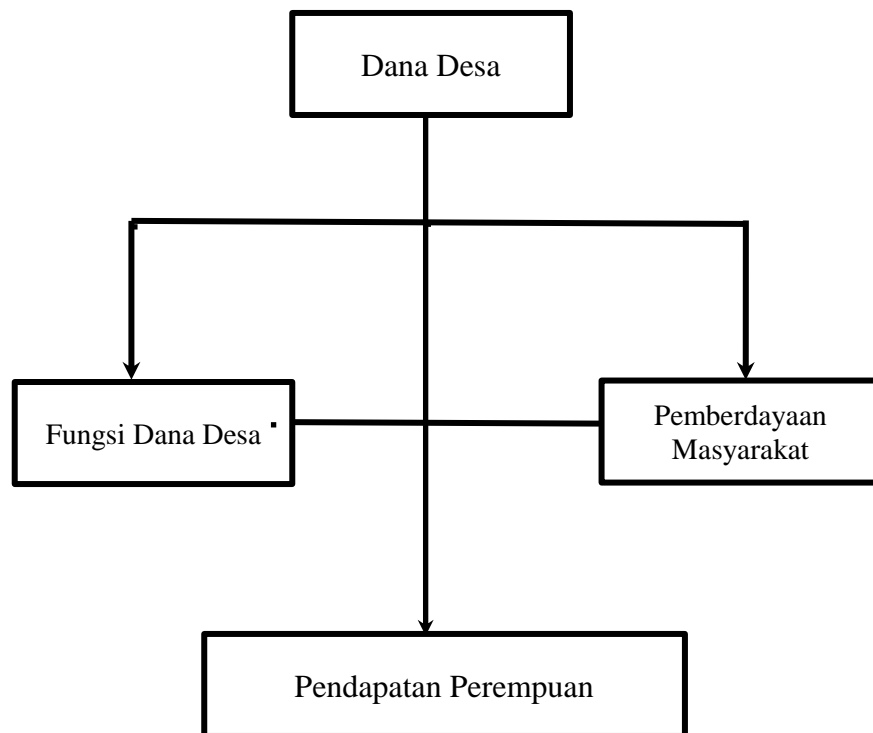 Dana Desa
Fungsi Dana Desa
Pemberdayaan
Masyarakat
Pendapatan Perempuan